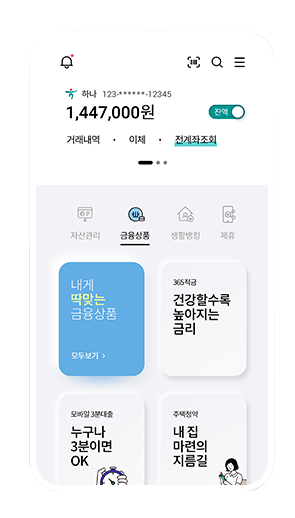 하나 123-******-12345
1,447,000원
잔액
거래내역 • 이체 • 전계좌조회
자산관리 금융상품 생활뱅킹 제휴
내게
딱맞는
금융상품
모두보기 >
365적금
건강할수록
높아지는
금리
모바일 3분대출
누구나
3분이면
OK
주택청약
내 집
마련의
지름길